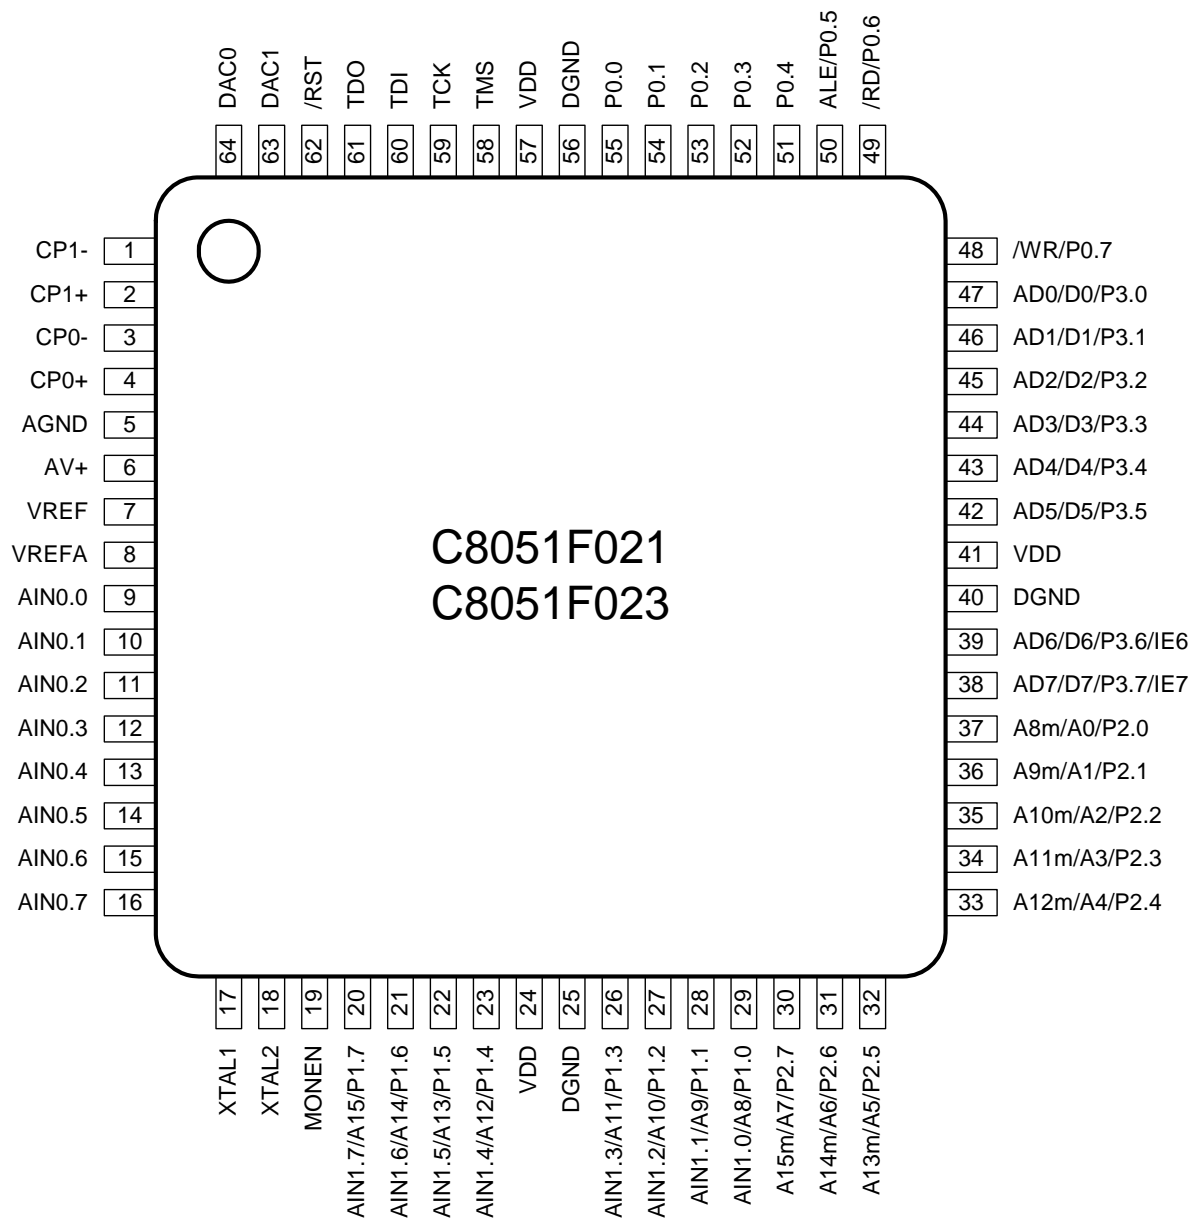 DAC0
DAC1
/RST
TDO
TDI
TCK
TMS
VDD
DGND
P0.0
P0.1
P0.2
P0.3
P0.4
ALE/P0.5
/RD/P0.6
64
63
62
61
60
59
58
57
56
55
54
53
52
51
50
49
CP1- 1
CP1+ 2
CP0- 3
CP0+ 4
AGND 5
AV+ 6
VREF 7
VREFA 8
AIN0.0 9
AIN0.1 10
AIN0.2 11
AIN0.3 12
AIN0.4 13
AIN0.5 14
AIN0.6 15
AIN0.7 16
C8051F021
C8051F023
48 /WR/P0.7
47 AD0/D0/P3.0
46 AD1/D1/P3.1
45 AD2/D2/P3.2
44 AD3/D3/P3.3
43 AD4/D4/P3.4
42 AD5/D5/P3.5
41 VDD
40 DGND
39 AD6/D6/P3.6/IE6
38 AD7/D7/P3.7/IE7
37 A8m/A0/P2.0
36 A9m/A1/P2.1
35 A10m/A2/P2.2
34 A11m/A3/P2.3
33 A12m/A4/P2.4
17
18
19
20
21
22
23
24
25
26
27
28
29
30
31
32
XTAL1
XTAL2
MONEN
AIN1.7/A15/P1.7
AIN1.6/A14/P1.6
AIN1.5/A13/P1.5
AIN1.4/A12/P1.4
VDD
DGND
AIN1.3/A11/P1.3
AIN1.2/A10/P1.2
AIN1.1/A9/P1.1
AIN1.0/A8/P1.0
A15m/A7/P2.7
A14m/A6/P2.6
A13m/A5/P2.5